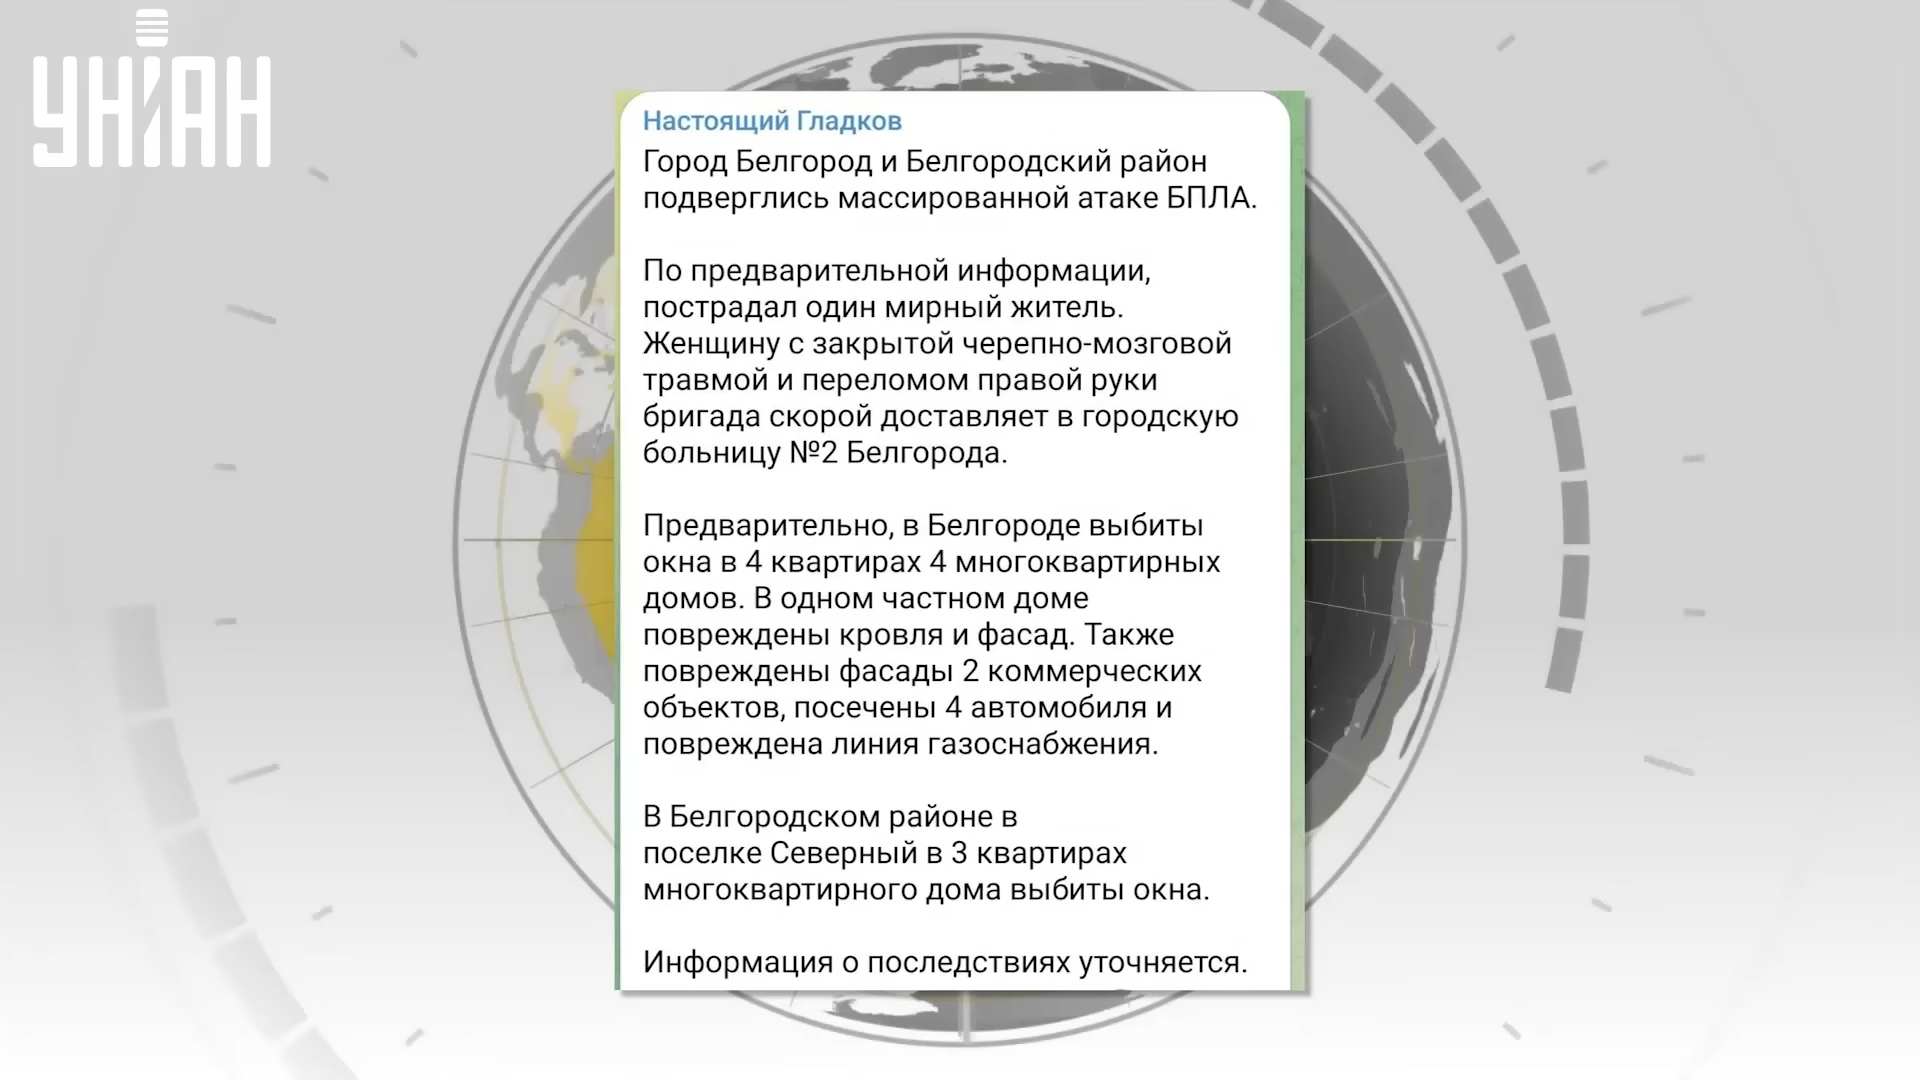 УНІАН
Настоящий Гладков
Город Белгород и Белгородский район
подверглись массированной атаке БПЛА.
По предварительной информации,
пострадал один мирный житель.
Женщину с закрытой черепно-мозговой
травмой и переломом правой руки
бригада скорой доставляет в городскую
больницу №2 Белгорода.
Предварительно, в Белгороде выбиты
окна в 4 квартирах 4 многоквартирных
домов. В одном частном доме
повреждены кровля и фасад. Также
повреждены фасады 2 коммерческих
объектов, посечены 4 автомобиля и
повреждена линия газоснабжения.
В Белгородском районе в
поселке Северный в 3 квартирах
многоквартирного дома выбиты окна.
Информация о последствиях уточняется.